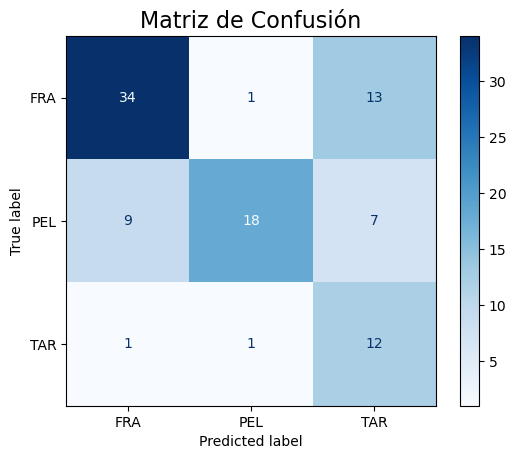 Matriz de Confusión
FRA 34 1 13
PEL 9 18 7
TAR 1 1 12
FRA PEL TAR
Predicted label
True label
30
25
20
15
10
5